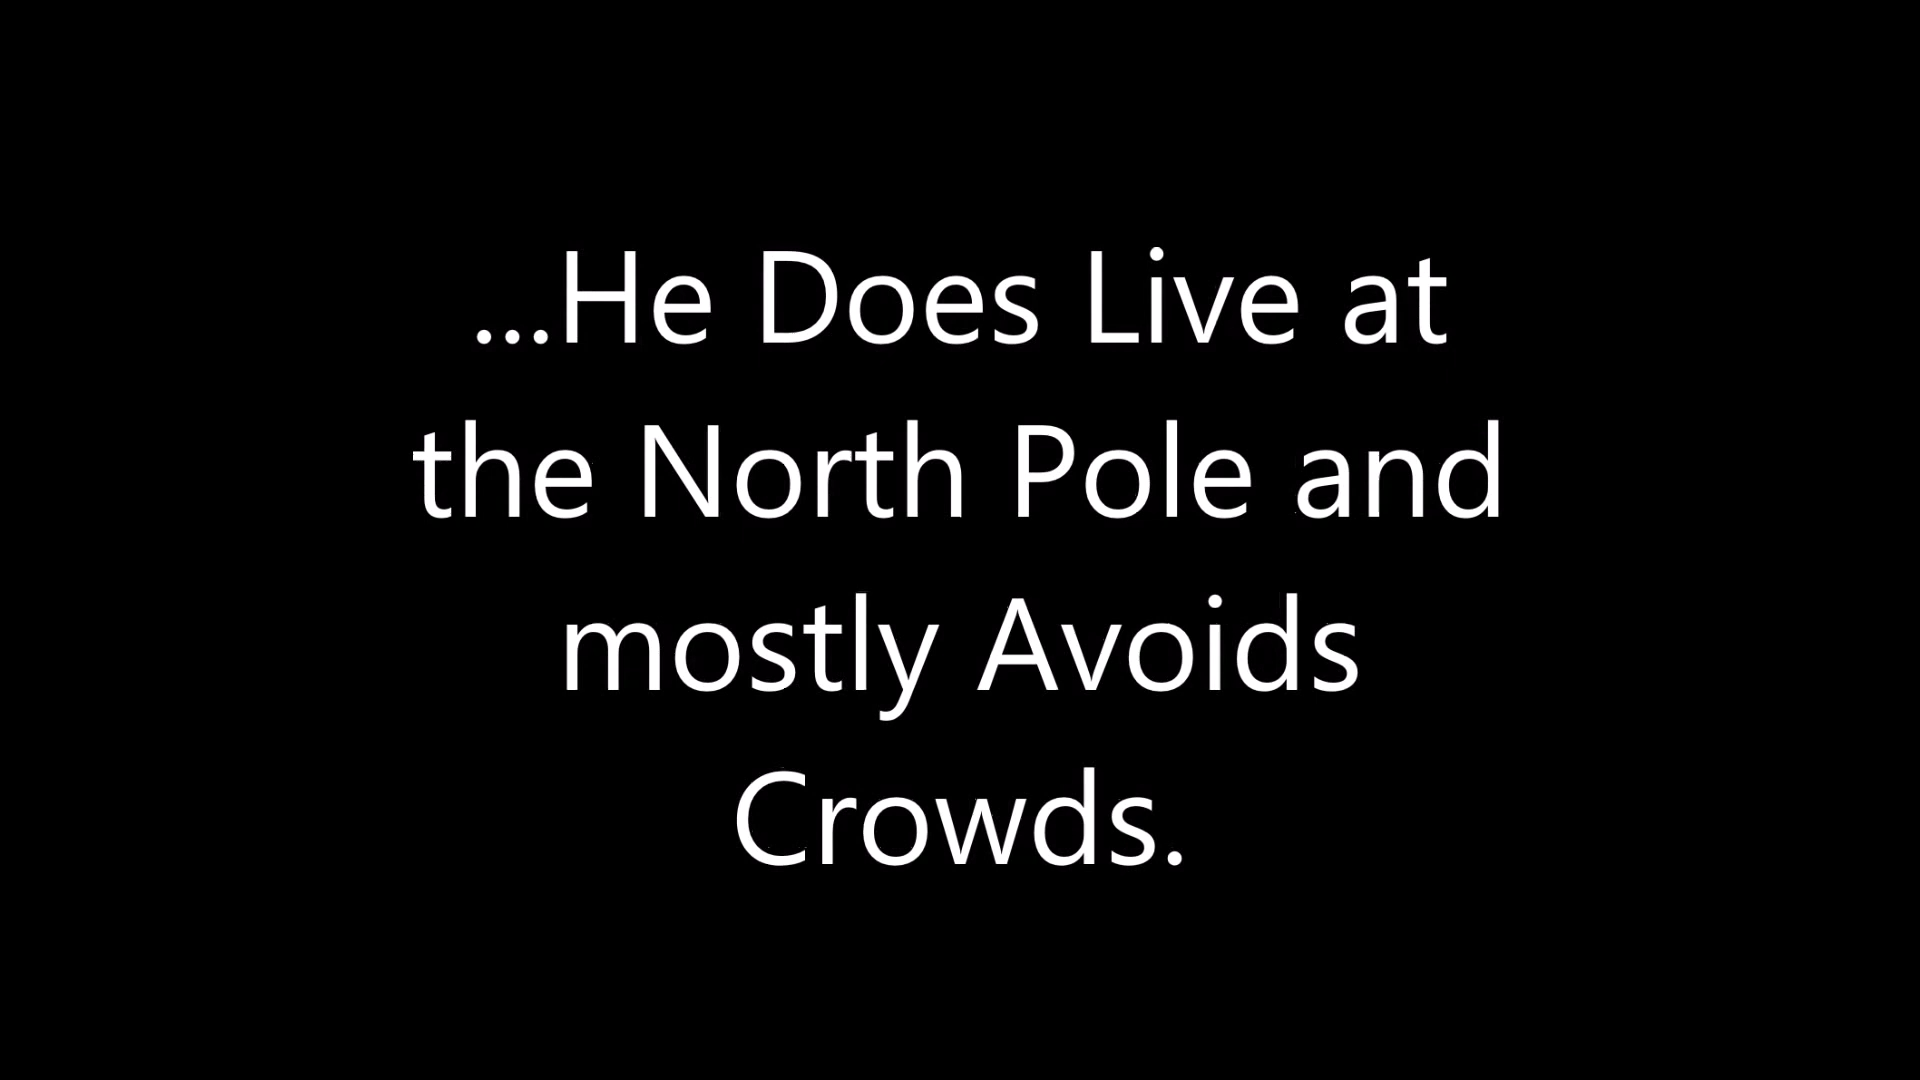 ...He Does Live at
the North Pole and
mostly Avoids
Crowds.